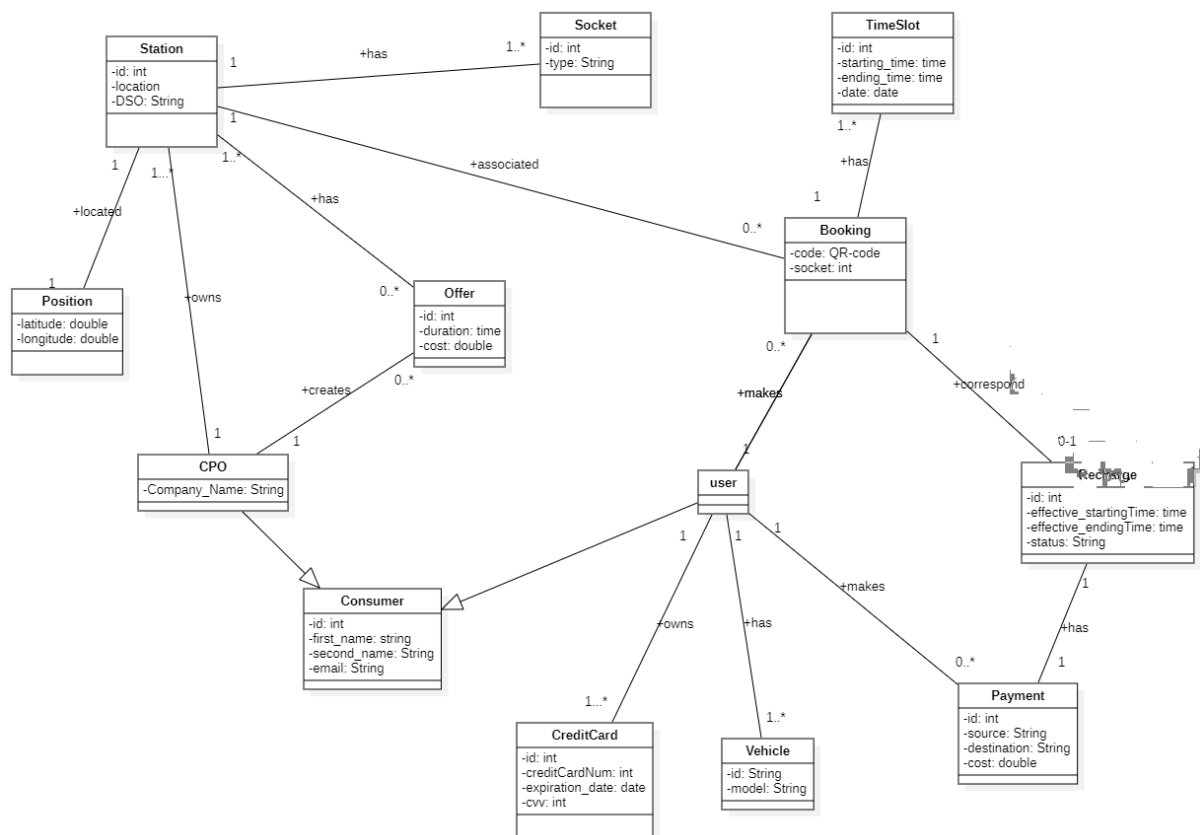 Station
-id: int
-location
-DSO: String
Socket
-id: int
-type: String
TimeSlot
-id: int
-starting_time: time
-ending_time: time
-date: date
1
+has
1..*
1
+associated
0..*
1..*
+has
1
1
+located
1
1...*
+owns
1
1..*
+has
0..*
Booking
-code: QR-code
-socket: int
Position
-latitude: double
-longitude: double
Offer
-id: int
-duration: time
-cost: double
0..*
+creates
1
0..*
+makes
1
1
+correspond
0-1
CPO
-Company_Name: String
user
Recharge
-id: int
-effective_startingTime: time
-effective_endingTime: time
-status: String
Consumer
-id: int
-first_name: string
-second_name: String
-email: String
1
+owns
1...*
1
+has
1..*
1
+makes
0..*
1
+has
1
CreditCard
-id: int
-creditCardNum: int
-expiration_date: date
-cvv: int
Vehicle
-id: String
-model: String
Payment
-id: int
-source: String
-destination: String
-cost: double